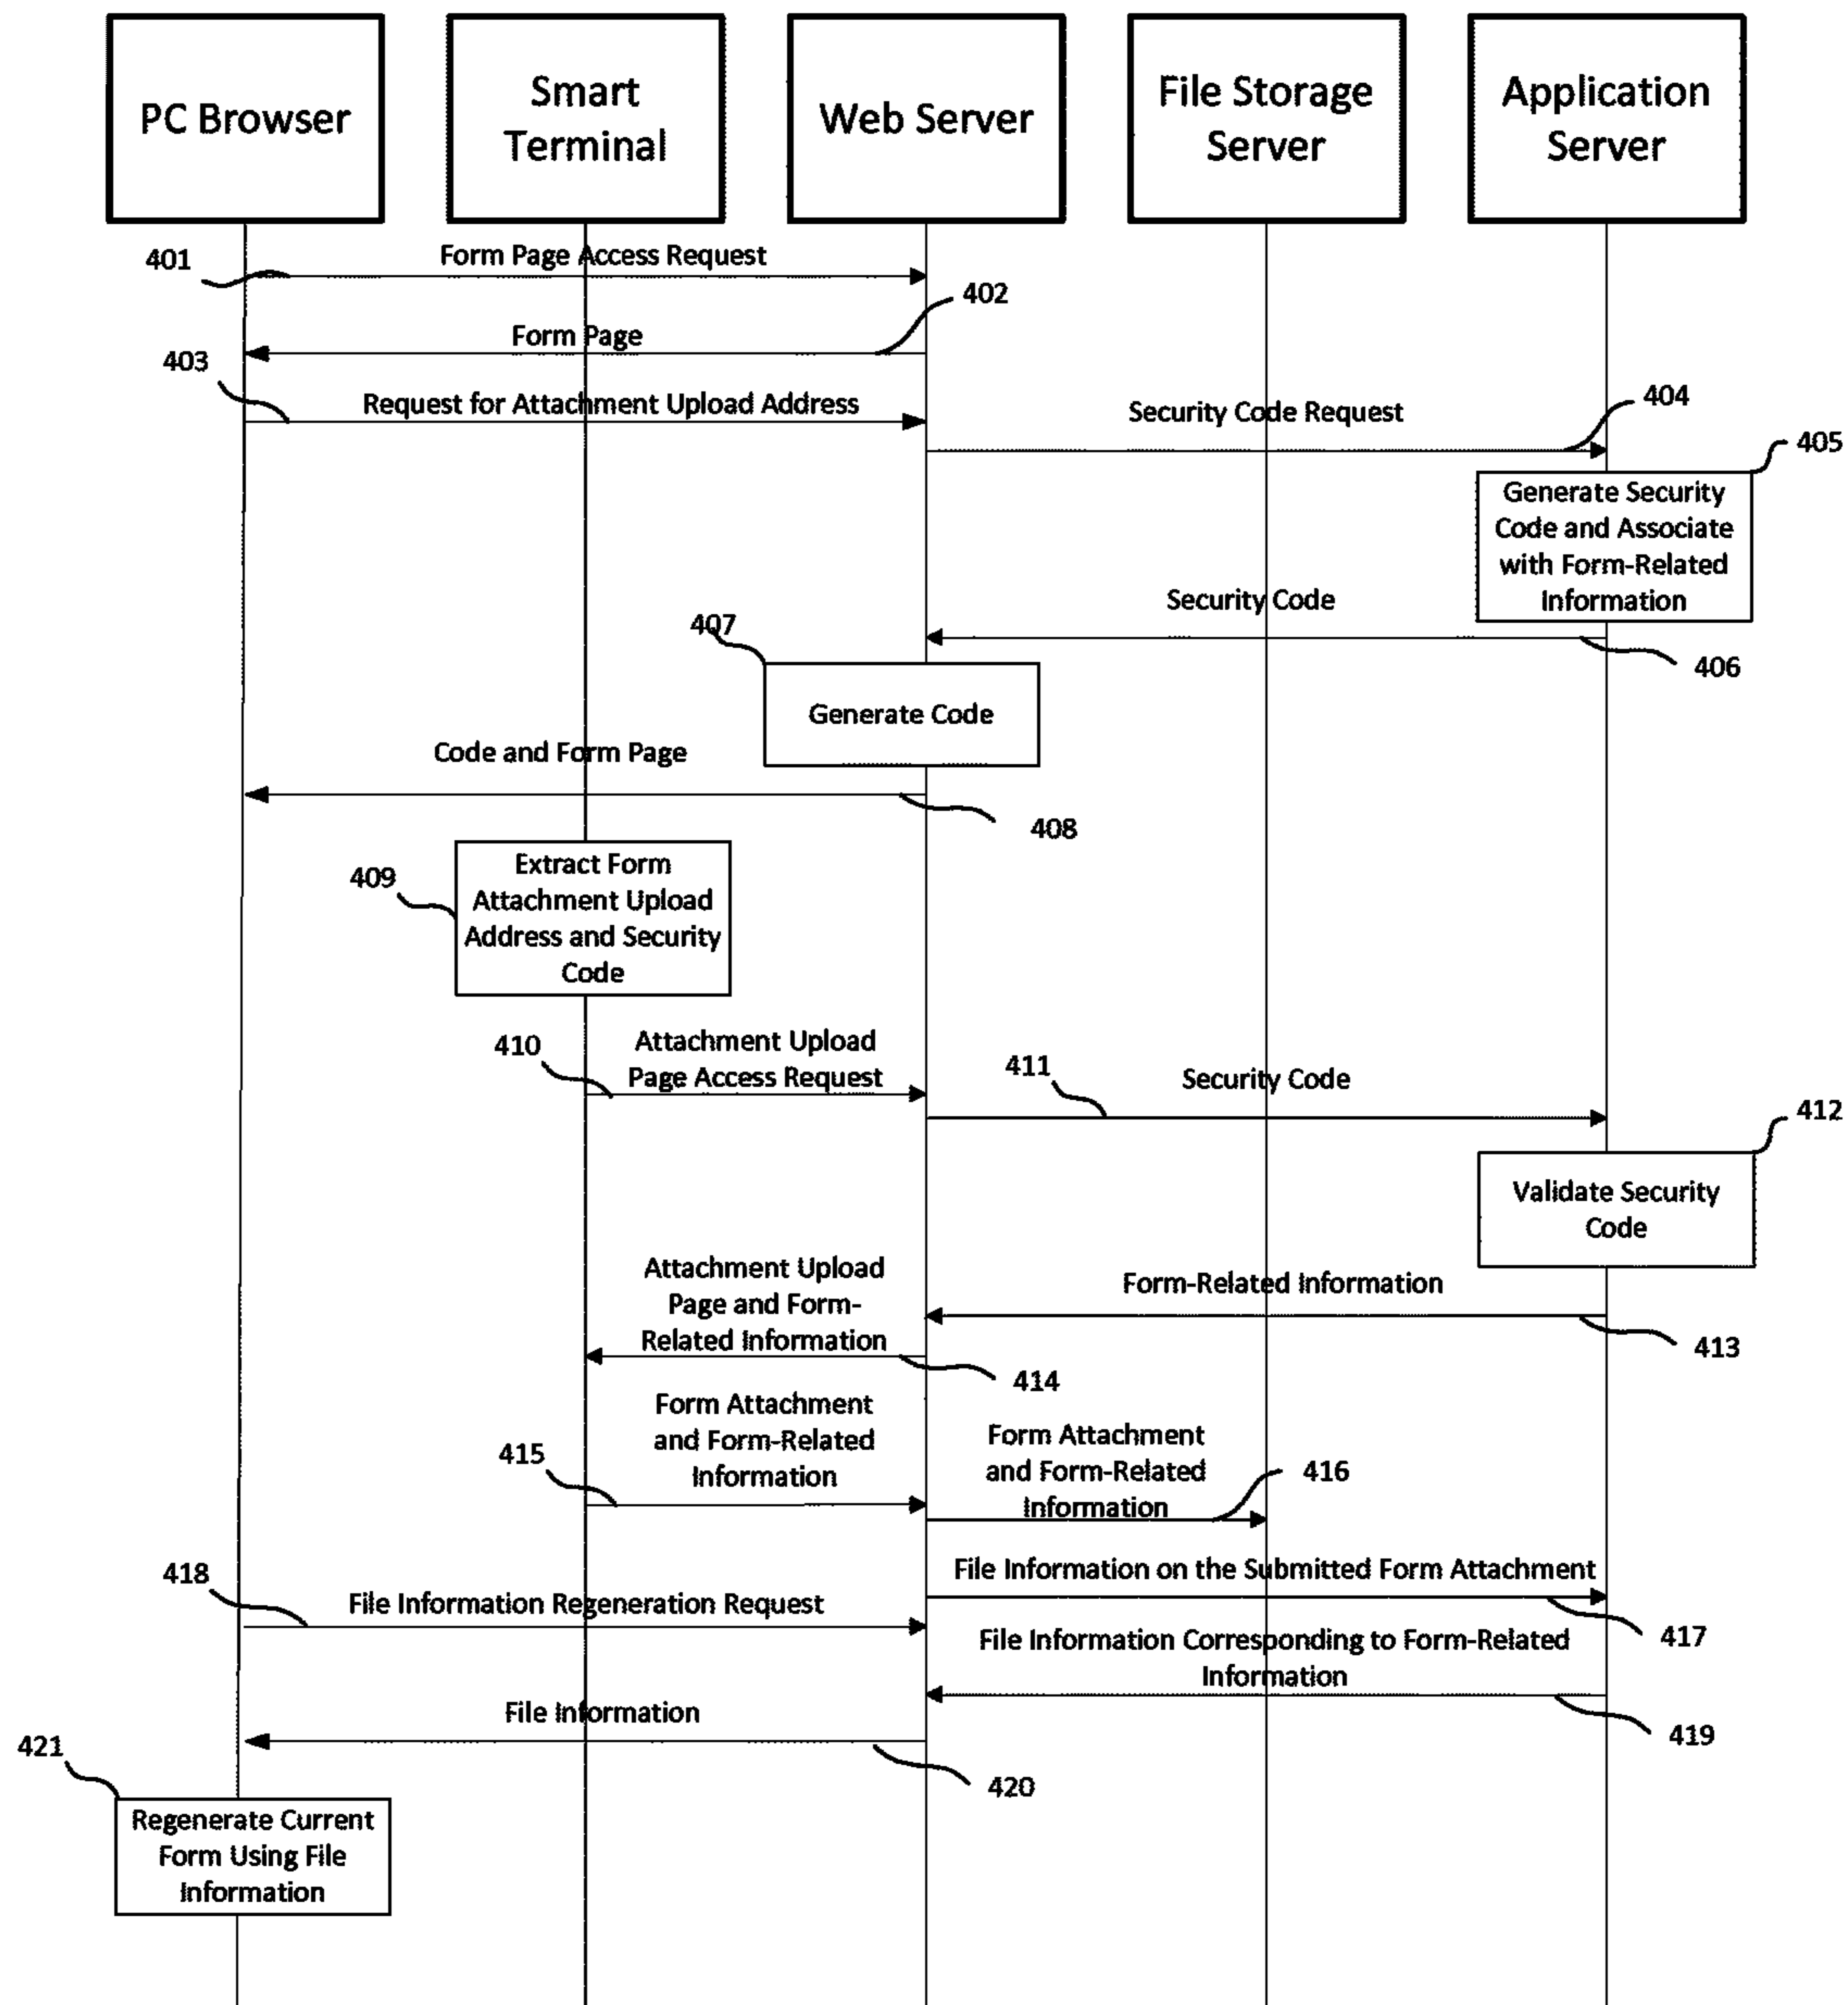 PC Browser
Smart
Terminal
Web Server
File Storage
Server
Application
Server
401
Form Page Access Request
402
Form Page
403
Request for Attachment Upload Address
Security Code Request
404
405
Generate Security
Code and Associate
with Form-Related
Information
Security Code
406
407
Generate Code
Code and Form Page
408
409
Extract Form
Attachment Upload
Address and Security
Code
410
Attachment Upload
Page Access Request
411
Security Code
412
Validate Security
Code
Form-Related Information
413
Attachment Upload
Page and Form-
Related Information
414
Form Attachment
and Form-Related
Information
415
Form Attachment
and Form-Related
Information
416
File Information on the Submitted Form Attachment
417
418
File Information Regeneration Request
File Information Corresponding to Form-Related
Information
419
File Information
420
421
Regenerate Current
Form Using File
Information